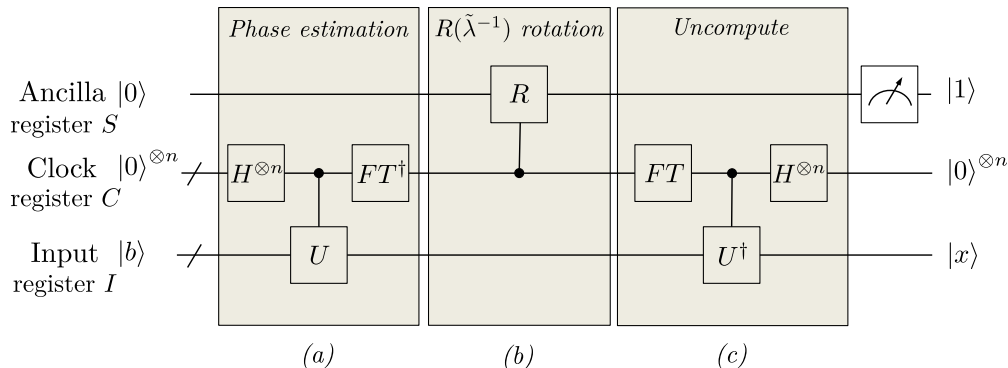 Phase estimation
R(λ̃⁻¹) rotation
Uncompute
Ancilla |0⟩
register S
R
|1⟩
Clock |0⟩^⊗n
register C
H^⊗n
FT†
FT
H^⊗n
|0⟩^⊗n
Input |b⟩
register I
U
U†
|x⟩
(a)
(b)
(c)